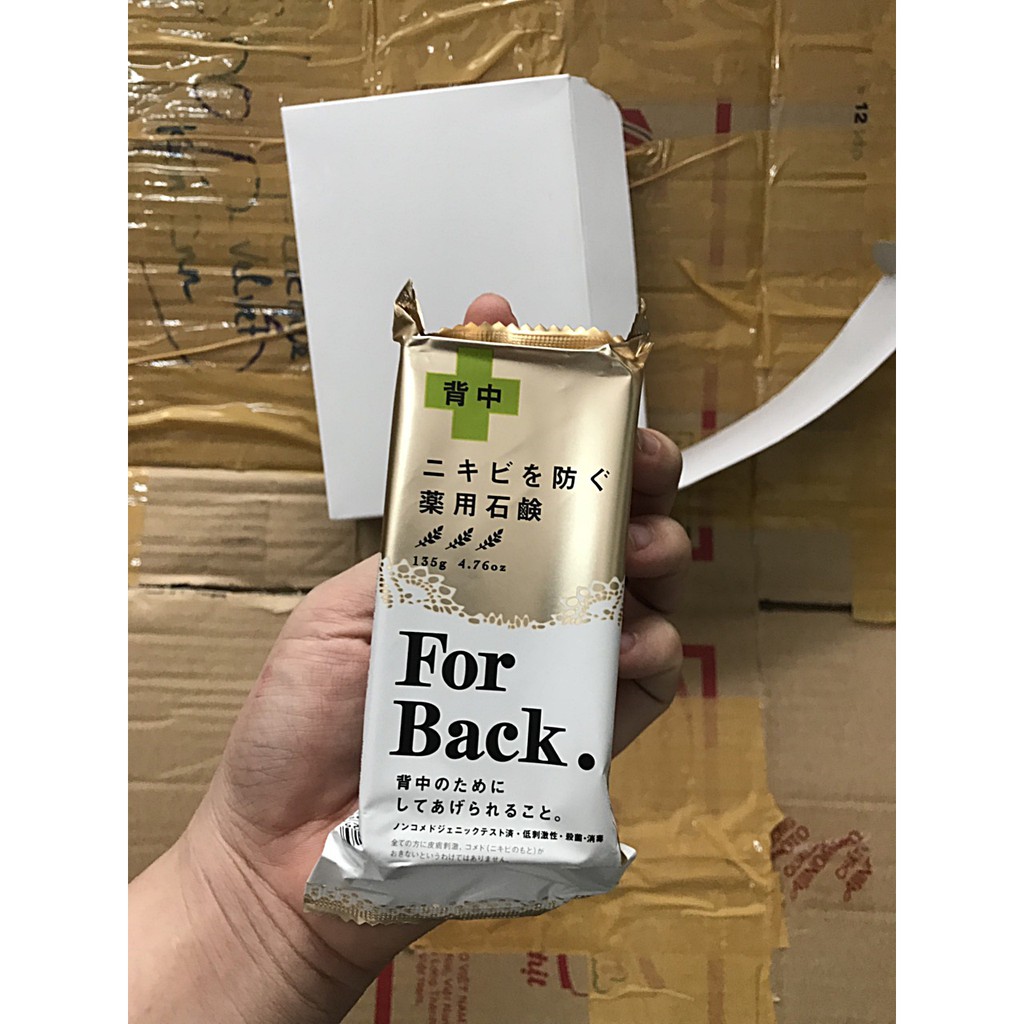 背中
ニキビを防ぐ
薬用石鹸
135g 4.76oz
For
Back.
背中のために
してあげられること。
ノンコメドジェニックテスト済・低刺激性・殺菌・消毒
全ての方に皮膚刺激、コメド(ニキビのもと)が
おきないというわけではありません。
12
Velvet
VIỆT NAM